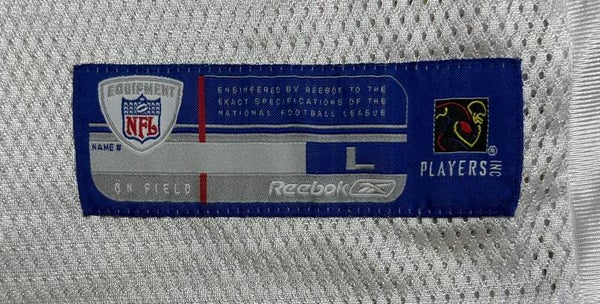 EQUIPMENT
NFL
ENGINEERED BY REEBOK TO THE
EXACT SPECIFICATIONS OF THE
NATIONAL FOOTBALL LEAGUE
NAME #
L
ON FIELD
Reebok
®
PLAYERS INC